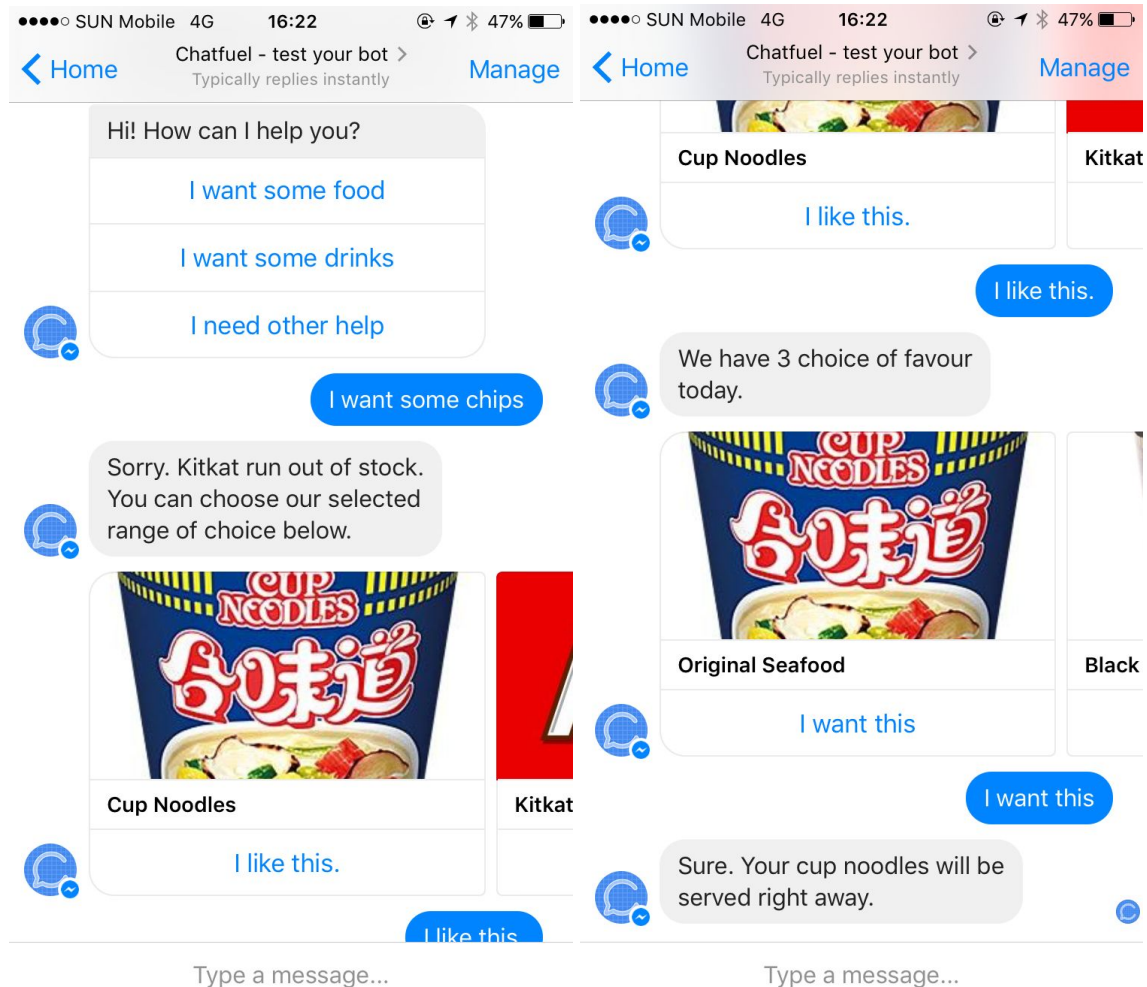 SUN Mobile 4G 16:22 47%
Home
Chatfuel - test your bot
Typically replies instantly
Manage
Hi! How can I help you?
I want some food
I want some drinks
I need other help
I want some chips
Sorry. Kitkat run out of stock.
You can choose our selected
range of choice below.
CUP
NOODLES
合味道
Cup Noodles
Kitkat
I like this.
I like this.
Type a message...
SUN Mobile 4G 16:22 47%
Home
Chatfuel - test your bot
Typically replies instantly
Manage
Cup Noodles
Kitkat
I like this.
I like this.
We have 3 choice of favour
today.
CUP
NOODLES
合味道
Original Seafood
Black
I want this
I want this
Sure. Your cup noodles will be
served right away.
Type a message...